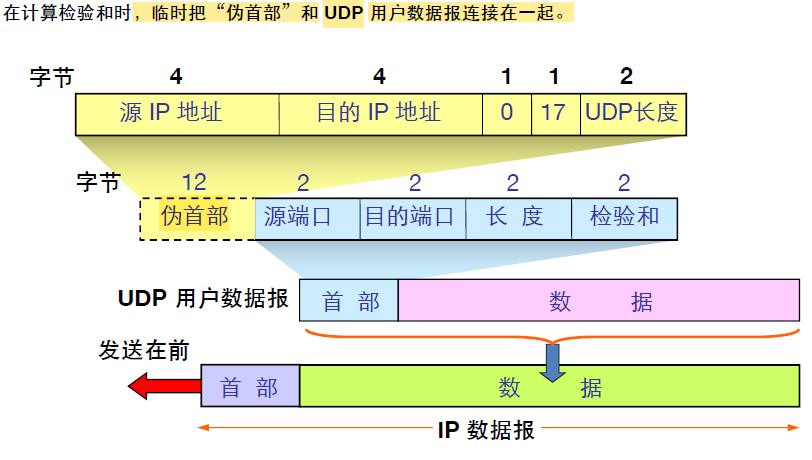 在计算检验和时，临时把“伪首部”和 UDP 用户数据报连接在一起。
字节 4 4 1 1 2
源 IP 地址 目的 IP 地址 0 17 UDP长度
字节 12 2 2 2 2
伪首部 源端口 目的端口 长 度 检验和
UDP 用户数据报 首 部 数 据
发送在前
首 部 数 据
IP 数据报